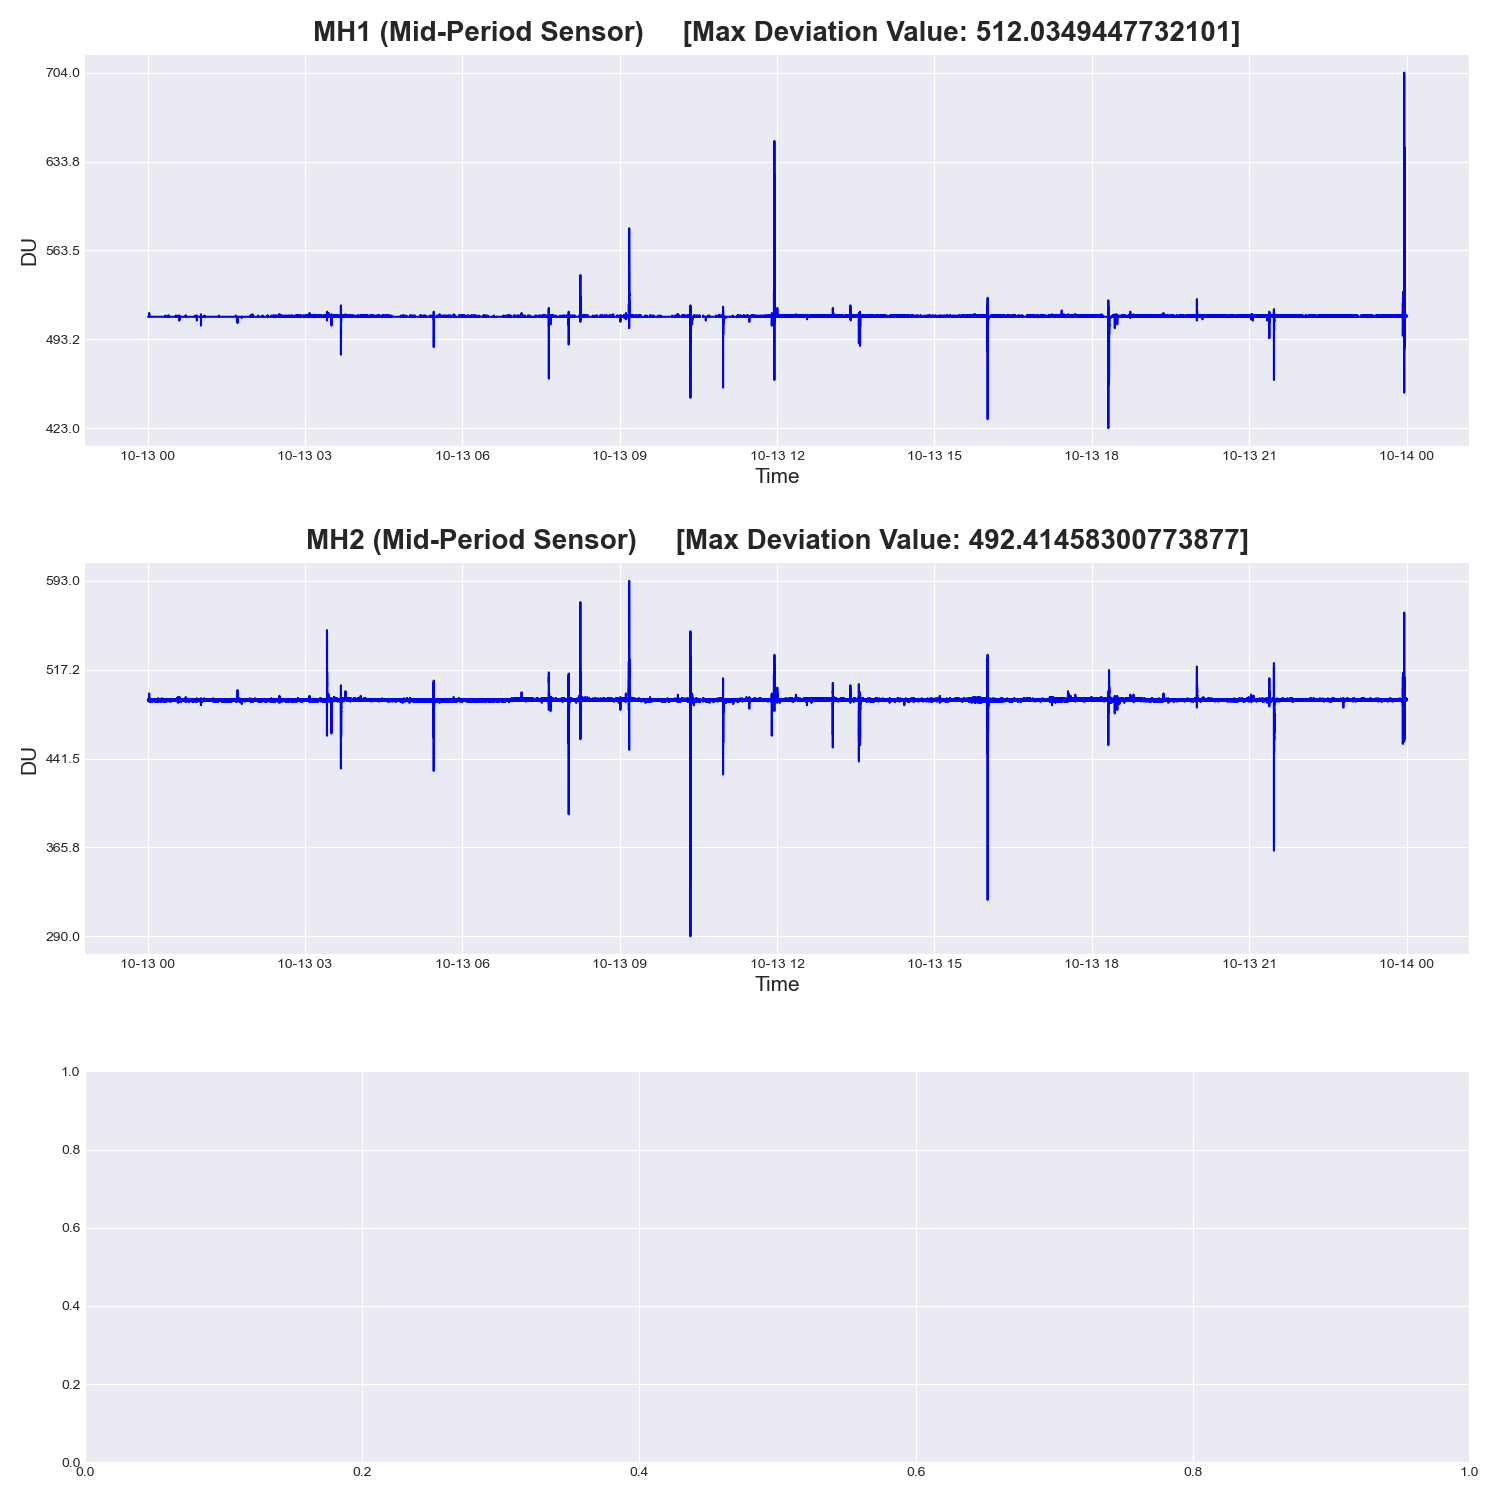 MH1 (Mid-Period Sensor) [Max Deviation Value: 512.0349447732101]
704.0
633.8
563.5
493.2
423.0
DU
10-13 00 10-13 03 10-13 06 10-13 09 10-13 12 10-13 15 10-13 18 10-13 21 10-14 00
Time
MH2 (Mid-Period Sensor) [Max Deviation Value: 492.41458300773877]
593.0
517.2
441.5
365.8
290.0
DU
10-13 00 10-13 03 10-13 06 10-13 09 10-13 12 10-13 15 10-13 18 10-13 21 10-14 00
Time
1.0
0.8
0.6
0.4
0.2
0.0
0.0 0.2 0.4 0.6 0.8 1.0